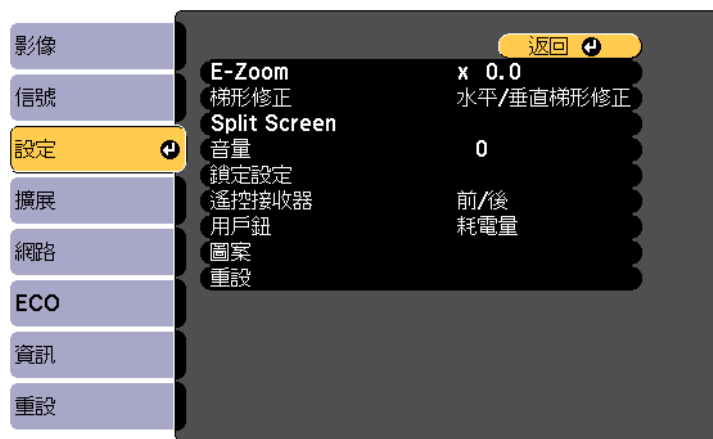 影像
信號
設定
擴展
網路
ECO
資訊
重設
返回
E-Zoom x 0.0
梯形修正 水平/垂直梯形修正
Split Screen
音量 0
鎖定設定
遙控接收器 前/後
用戶鈕 耗電量
圖案
重設